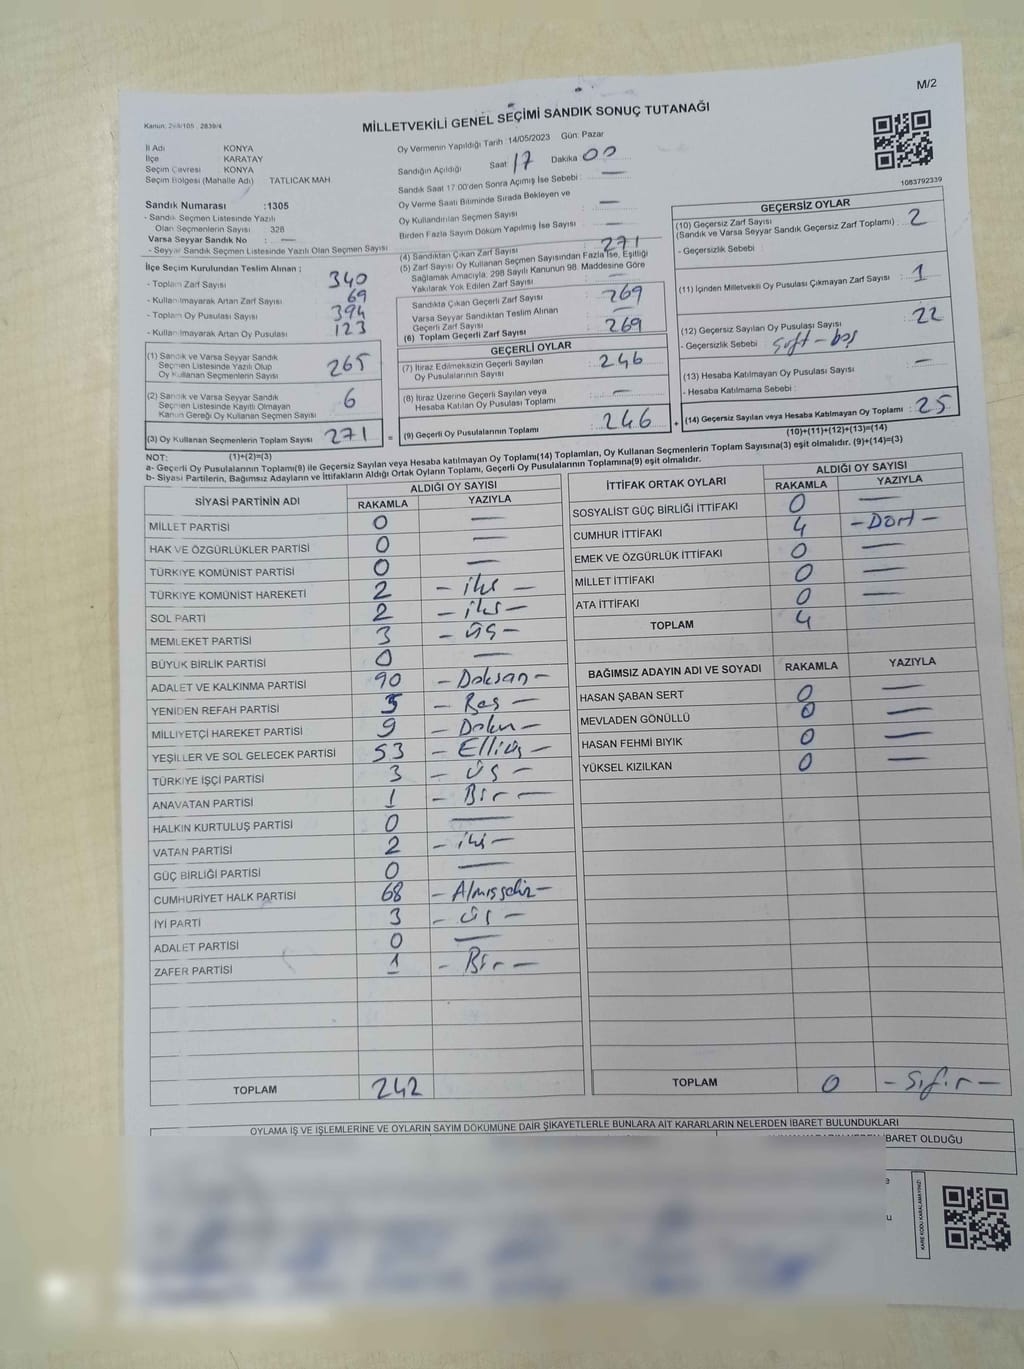 M/2
Kanun: 298/105 . 2839/4
MİLLETVEKİLİ GENEL SEÇİMİ SANDIK SONUÇ TUTANAĞI
1083792339
İl Adı KONYA
İlçe KARATAY
Seçim Çevresi KONYA
Seçim Bölgesi (Mahalle Adı) TATLICAK MAH
Sandık Numarası :1305
- Sandık Seçmen Listesinde Yazılı
Olan Seçmenlerin Sayısı 328
Varsa Seyyar Sandık No : —
- Seyyar Sandık Seçmen Listesinde Yazılı Olan Seçmen Sayısı
Oy Vermenin Yapıldığı Tarih :14/05/2023 Gün: Pazar
Sandığın Açıldığı Saat 17 Dakika 00
Sandık Saat 17:00'den Sonra Açımış İse Sebebi : —
Oy Verme Saati Bitiminde Sırada Bekleyen ve
Oy Kullandırılan Seçmen Sayısı —
Birden Fazla Sayım Döküm Yapılmış İse Sayısı —
İlçe Seçim Kurulundan Teslim Alınan ;
- Toplam Zarf Sayısı 340
- Kullanılmayarak Artan Zarf Sayısı 69
- Toplam Oy Pusulası Sayısı 394
- Kullanılmayarak Artan Oy Pusulası 123
(1) Sandık ve Varsa Seyyar Sandık
Seçmen Listesinde Yazılı Olup
Oy Kullanan Seçmenlerin Sayısı 265
(2) Sandık ve Varsa Seyyar Sandık
Seçmen Listesinde Kayıtlı Olmayan
Kanun Gereği Oy Kullanan Seçmen Sayısı 6
(3) Oy Kullanan Seçmenlerin Toplam Sayısı 271
(4) Sandıktan Çıkan Zarf Sayısı 271
(5) Zarf Sayısı Oy Kullanan Seçmen Sayısından Fazla İse, Eşitliği
Sağlamak Amacıyla; 298 Sayılı Kanunun 98. Maddesine Göre
Yakılarak Yok Edilen Zarf Sayısı —
Sandıkta Çıkan Geçerli Zarf Sayısı 269
Varsa Seyyar Sandıktan Teslim Alınan
Geçerli Zarf Sayısı —
(6) Toplam Geçerli Zarf Sayısı 269
GEÇERLİ OYLAR
(7) İtiraz Edilmeksizin Geçerli Sayılan
Oy Pusulalarının Sayısı : 246
(8) İtiraz Üzerine Geçerli Sayılan veya
Hesaba Katılan Oy Pusulası Toplamı : —
= (9) Geçerli Oy Pusulalarının Toplamı : 246 +
GEÇERSİZ OYLAR
(10) Geçersiz Zarf Sayısı
(Sandık ve Varsa Seyyar Sandık Geçersiz Zarf Toplamı) : 2
- Geçersizlik Sebebi :
(11) İçinden Milletvekili Oy Pusulası Çıkmayan Zarf Sayısı : 1
(12) Geçersiz Sayılan Oy Pusulası Sayısı : 22
- Geçersizlik Sebebi :
(13) Hesaba Katılmayan Oy Pusulası Sayısı : —
- Hesaba Katılmama Sebebi :
(14) Geçersiz Sayılan veya Hesaba Katılmayan Oy Toplamı : 25
(10)+(11)+(12)+(13)=(14)
NOT: (1)+(2)=(3)
a- Geçerli Oy Pusulalarının Toplamı(9) ile Geçersiz Sayılan veya Hesaba katılmayan Oy Toplamı(14) Toplamları, Oy Kullanan Seçmenlerin Toplam Sayısına(3) eşit olmalıdır. (9)+(14)=(3)
b- Siyasi Partilerin, Bağımsız Adayların ve İttifakların Aldığı Ortak Oyların Toplamı, Geçerli Oy Pusulalarının Toplamına(9) eşit olmalıdır.
SİYASİ PARTİNİN ADI ALDIĞI OY SAYISI
RAKAMLA YAZIYLA
MİLLET PARTİSİ 0 —
HAK VE ÖZGÜRLÜKLER PARTİSİ 0 —
TÜRKİYE KOMÜNİST PARTİSİ 0 —
TÜRKİYE KOMÜNİST HAREKETİ 2 - iki -
SOL PARTİ 2 - iki -
MEMLEKET PARTİSİ 3 - Üç -
BÜYÜK BİRLİK PARTİSİ 0 —
ADALET VE KALKINMA PARTİSİ 90 - Doksan -
YENİDEN REFAH PARTİSİ 5 - Beş -
MİLLİYETÇİ HAREKET PARTİSİ 9 - Dokuz -
YEŞİLLER VE SOL GELECEK PARTİSİ 53 - Elliüç -
TÜRKİYE İŞÇİ PARTİSİ 3 - Üç -
ANAVATAN PARTİSİ 1 - Bir -
HALKIN KURTULUŞ PARTİSİ 0 —
VATAN PARTİSİ 2 - iki -
GÜÇ BİRLİĞİ PARTİSİ 0 —
CUMHURİYET HALK PARTİSİ 68 - Almışsekiz -
İYİ PARTİ 3 - Üç -
ADALET PARTİSİ 0 —
ZAFER PARTİSİ 1 - Bir -
TOPLAM 242
İTTİFAK ORTAK OYLARI ALDIĞI OY SAYISI
RAKAMLA YAZIYLA
SOSYALİST GÜÇ BİRLİĞİ İTTİFAKI 0 —
CUMHUR İTTİFAKI 4 - Dört -
EMEK VE ÖZGÜRLÜK İTTİFAKI 0 —
MİLLET İTTİFAKI 0 —
ATA İTTİFAKI 0 —
TOPLAM 4
BAĞIMSIZ ADAYIN ADI VE SOYADI RAKAMLA YAZIYLA
HASAN ŞABAN SERT 0 —
MEVLADEN GÖNÜLLÜ 0 —
HASAN FEHMİ BIYIK 0 —
YÜKSEL KIZILKAN 0 —
TOPLAM 0 - Sıfır -
OYLAMA İŞ VE İŞLEMLERİNE VE OYLARIN SAYIM DÖKÜMÜNE DAİR ŞİKAYETLERLE BUNLARA AİT KARARLARIN NELERDEN İBARET BULUNDUKLARI
İBARET OLDUĞU
KARE KODU KARALAMAYINIZ!